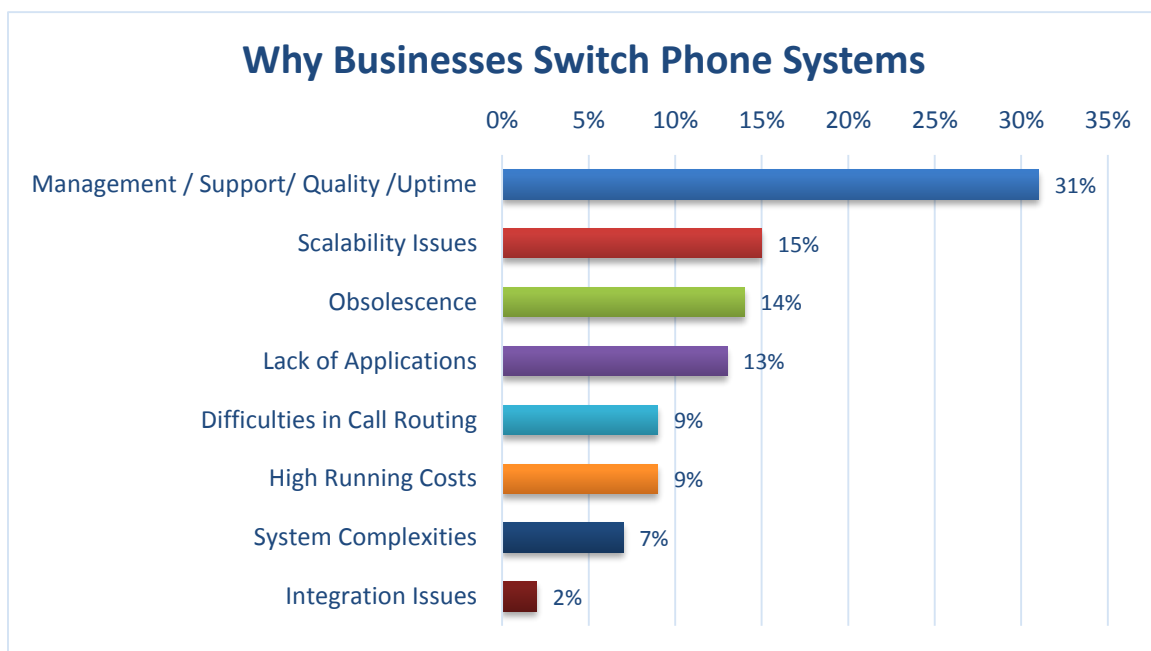 Why Businesses Switch Phone Systems
0% 5% 10% 15% 20% 25% 30% 35%
Management / Support/ Quality /Uptime 31%
Scalability Issues 15%
Obsolescence 14%
Lack of Applications 13%
Difficulties in Call Routing 9%
High Running Costs 9%
System Complexities 7%
Integration Issues 2%